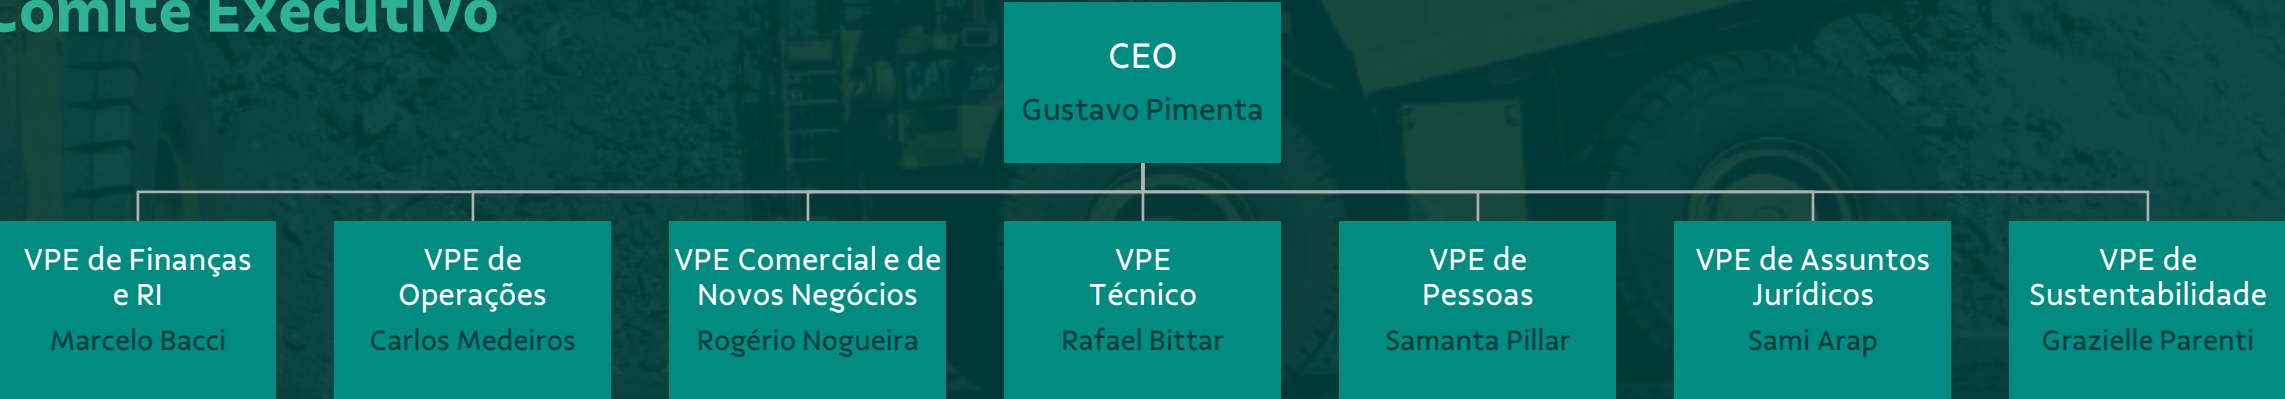 Comitê Executivo
CEO
Gustavo Pimenta
VPE de Finanças
e RI
Marcelo Bacci
VPE de
Operações
Carlos Medeiros
VPE Comercial e de
Novos Negócios
Rogério Nogueira
VPE
Técnico
Rafael Bittar
VPE de
Pessoas
Samanta Pillar
VPE de Assuntos
Jurídicos
Sami Arap
VPE de
Sustentabilidade
Grazielle Parenti